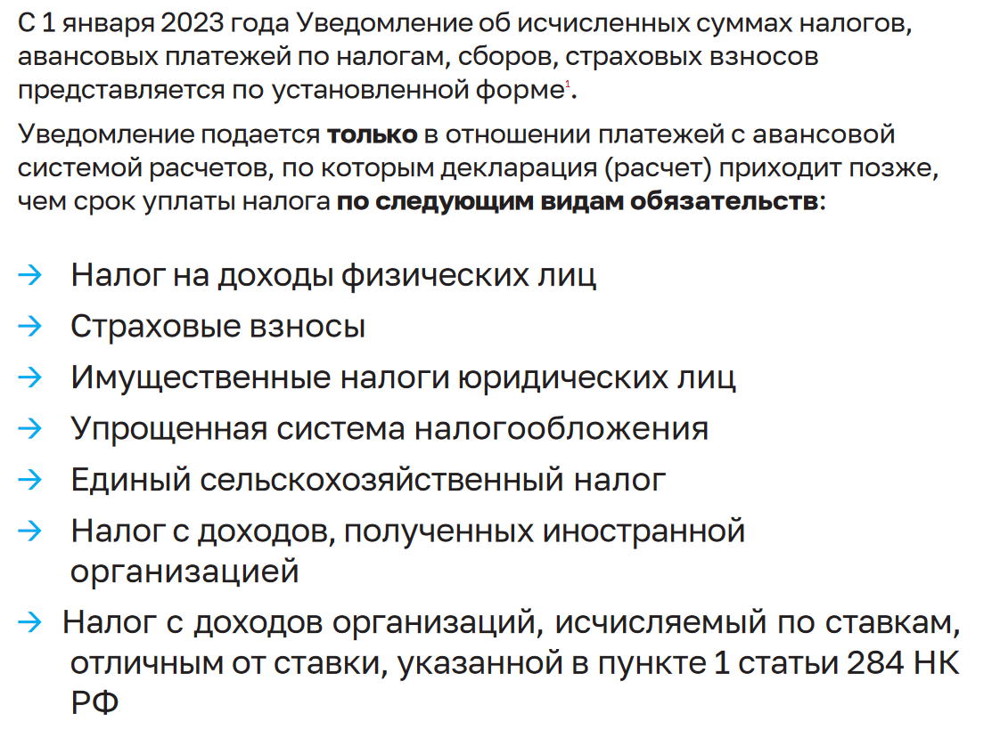 С 1 января 2023 года Уведомление об исчисленных суммах налогов,
авансовых платежей по налогам, сборов, страховых взносов
представляется по установленной форме¹.
Уведомление подается только в отношении платежей с авансовой
системой расчетов, по которым декларация (расчет) приходит позже,
чем срок уплаты налога по следующим видам обязательств:
→ Налог на доходы физических лиц
→ Страховые взносы
→ Имущественные налоги юридических лиц
→ Упрощенная система налогообложения
→ Единый сельскохозяйственный налог
→ Налог с доходов, полученных иностранной
организацией
→ Налог с доходов организаций, исчисляемый по ставкам,
отличным от ставки, указанной в пункте 1 статьи 284 НК
РФ